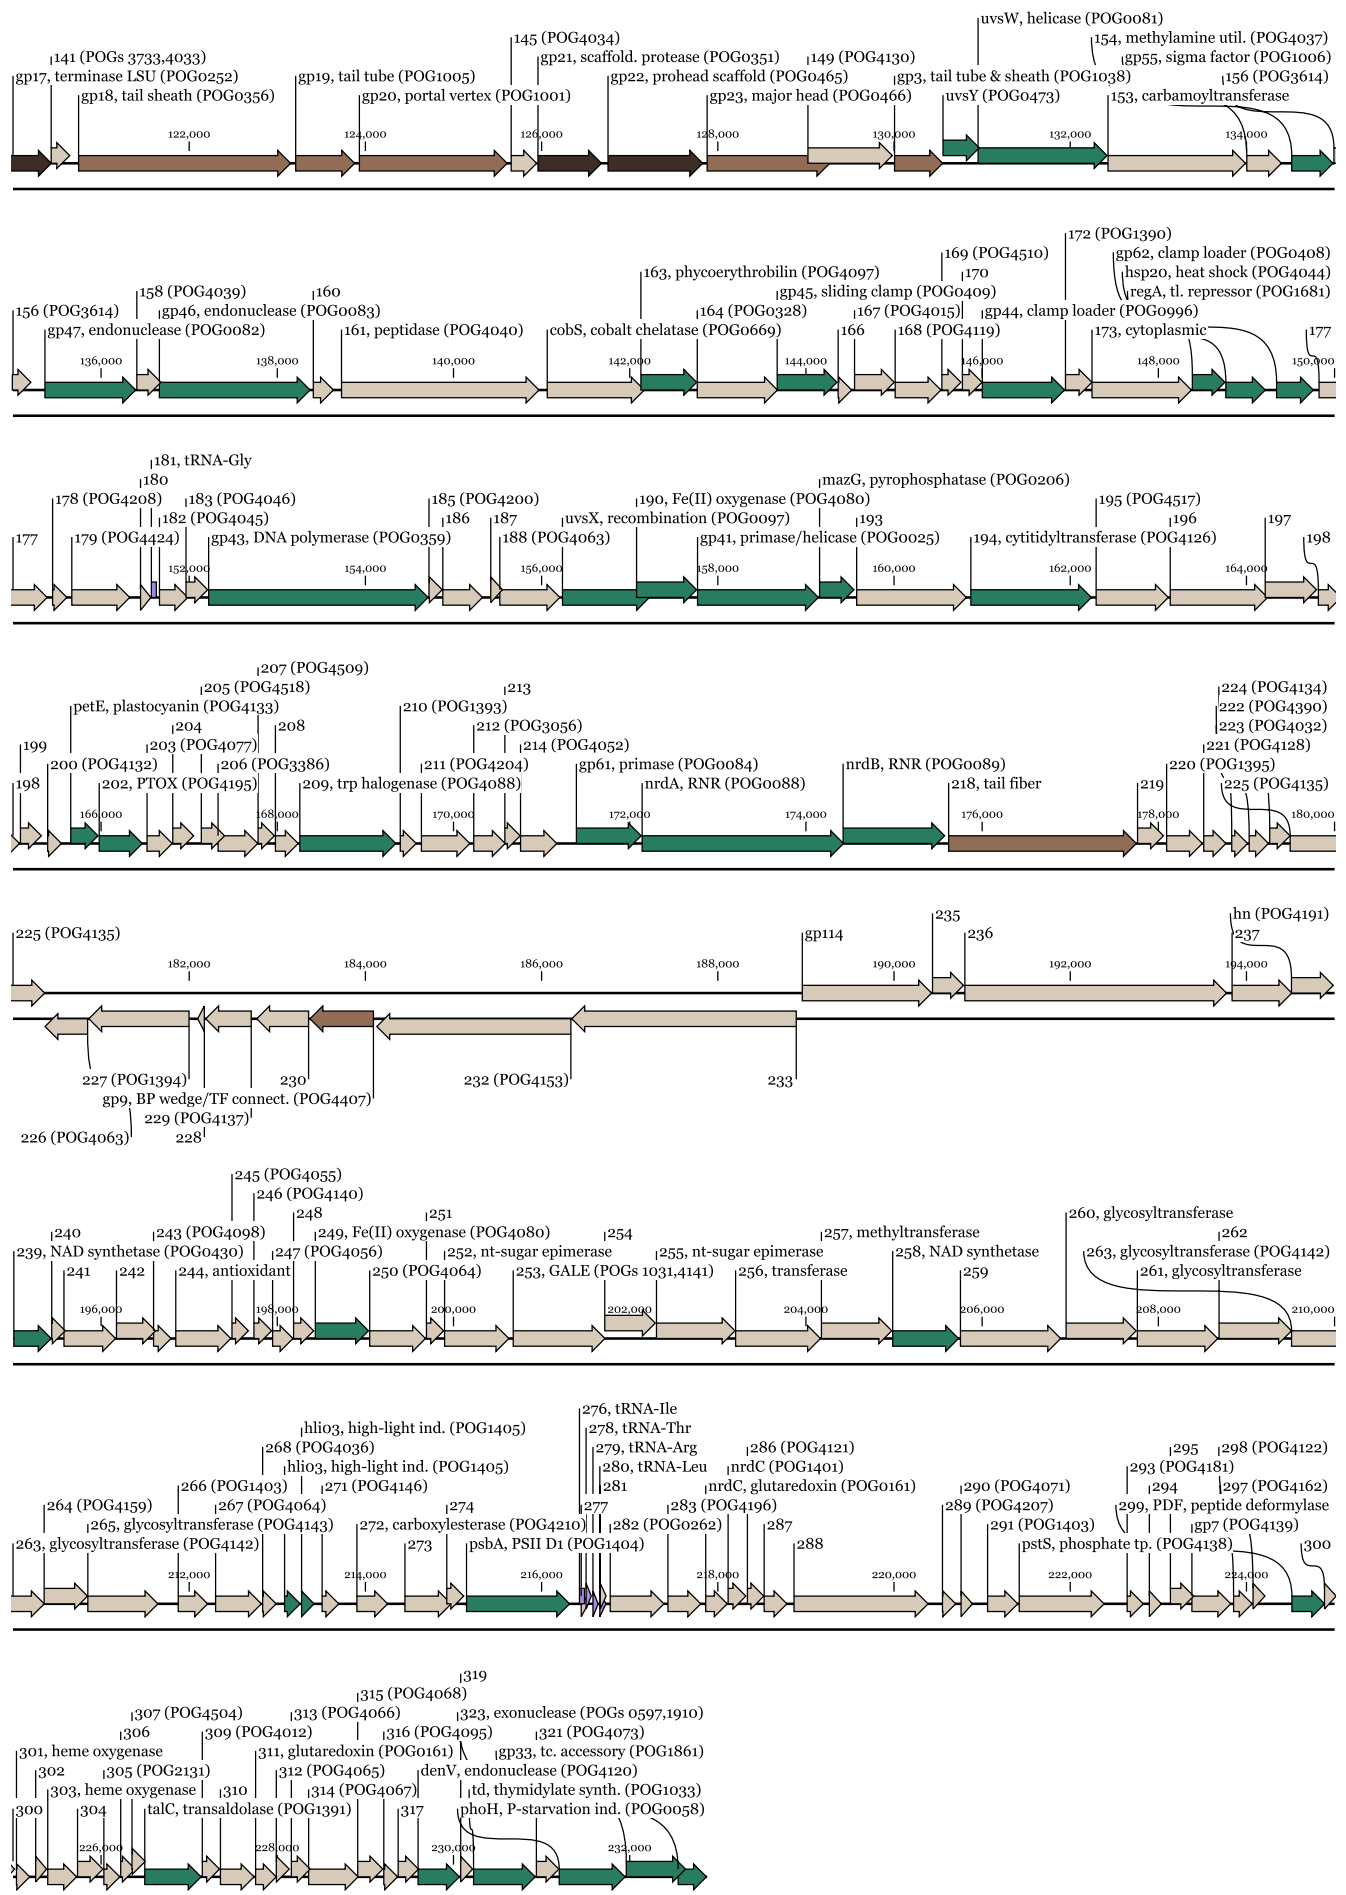 uvsW, helicase (POG0081)
145 (POG4034)
154, methylamine util. (POG4037)
141 (POGs 3733,4033)
gp21, scaffold. protease (POG0351)
149 (POG4130)
gp55, sigma factor (POG1006)
gp17, terminase LSU (POG0252)
gp19, tail tube (POG1005)
gp22, prohead scaffold (POG0465)
gp3, tail tube & sheath (POG1038)
156 (POG3614)
gp18, tail sheath (POG0356)
gp20, portal vertex (POG1001)
gp23, major head (POG0466)
uvsY (POG0473)
153, carbamoyltransferase
122,000 124,000 126,000 128,000 130,000 132,000 134,000
172 (POG1390)
169 (POG4510)
gp62, clamp loader (POG0408)
163, phycoerythrobilin (POG4097)
170
hsp20, heat shock (POG4044)
158 (POG4039)
160
gp45, sliding clamp (POG0409)
regA, tl. repressor (POG1681)
156 (POG3614)
gp46, endonuclease (POG0083)
164 (POG0328)
167 (POG4015)
gp44, clamp loader (POG0996)
gp47, endonuclease (POG0082)
161, peptidase (POG4040)
cobS, cobalt chelatase (POG0669)
166
168 (POG4119)
173, cytoplasmic
177
136,000 138,000 140,000 142,000 144,000 146,000 148,000 150,000
181, tRNA-Gly
180
mazG, pyrophosphatase (POG0206)
178 (POG4208)
183 (POG4046)
185 (POG4200)
190, Fe(II) oxygenase (POG4080)
195 (POG4517)
182 (POG4045)
186
187
uvsX, recombination (POG0097)
193
196
197
177
179 (POG4424)
gp43, DNA polymerase (POG0359)
188 (POG4063)
gp41, primase/helicase (POG0025)
194, cytitidyltransferase (POG4126)
198
152,000 154,000 156,000 158,000 160,000 162,000 164,000
207 (POG4509)
205 (POG4518)
213
224 (POG4134)
petE, plastocyanin (POG4133)
210 (POG1393)
222 (POG4390)
204
208
212 (POG3056)
223 (POG4032)
199
203 (POG4077)
214 (POG4052)
221 (POG4128)
200 (POG4132)
206 (POG3386)
211 (POG4204)
gp61, primase (POG0084)
nrdB, RNR (POG0089)
220 (POG1395)
198
202, PTOX (POG4195)
209, trp halogenase (POG4088)
nrdA, RNR (POG0088)
218, tail fiber
219
225 (POG4135)
166,000 168,000 170,000 172,000 174,000 176,000 178,000 180,000
235
hn (POG4191)
225 (POG4135)
gp114
236
237
182,000 184,000 186,000 188,000 190,000 192,000 194,000
227 (POG1394)
230
232 (POG4153)
233
gp9, BP wedge/TF connect. (POG4407)
229 (POG4137)
226 (POG4063)
228
245 (POG4055)
246 (POG4140)
248
251
260, glycosyltransferase
240
243 (POG4098)
249, Fe(II) oxygenase (POG4080)
254
257, methyltransferase
262
239, NAD synthetase (POG0430)
247 (POG4056)
252, nt-sugar epimerase
255, nt-sugar epimerase
258, NAD synthetase
263, glycosyltransferase (POG4142)
241
242
244, antioxidant
250 (POG4064)
253, GALE (POGs 1031,4141)
256, transferase
259
261, glycosyltransferase
196,000 198,000 200,000 202,000 204,000 206,000 208,000 210,000
276, tRNA-Ile
hli03, high-light ind. (POG1405)
278, tRNA-Thr
268 (POG4036)
279, tRNA-Arg
286 (POG4121)
295
298 (POG4122)
hli03, high-light ind. (POG1405)
280, tRNA-Leu
nrdC (POG1401)
293 (POG4181)
266 (POG1403)
271 (POG4146)
281
nrdC, glutaredoxin (POG0161)
290 (POG4071)
294
297 (POG4162)
264 (POG4159)
267 (POG4064)
274
277
283 (POG4196)
289 (POG4207)
299, PDF, peptide deformylase
265, glycosyltransferase (POG4143)
272, carboxylesterase (POG4210)
282 (POG0262)
287
291 (POG1403)
gp7 (POG4139)
263, glycosyltransferase (POG4142)
273
psbA, PSII D1 (POG1404)
288
pstS, phosphate tp. (POG4138)
300
212,000 214,000 216,000 218,000 220,000 222,000 224,000
319
315 (POG4068)
307 (POG4504)
313 (POG4066)
323, exonuclease (POGs 0597,1910)
306
309 (POG4012)
316 (POG4095)
321 (POG4073)
301, heme oxygenase
311, glutaredoxin (POG0161)
gp33, tc. accessory (POG1861)
302
305 (POG2131)
312 (POG4065)
denV, endonuclease (POG4120)
303, heme oxygenase
310
314 (POG4067)
td, thymidylate synth. (POG1033)
300
304
talC, transaldolase (POG1391)
317
phoH, P-starvation ind. (POG0058)
226,000 228,000 230,000 232,000